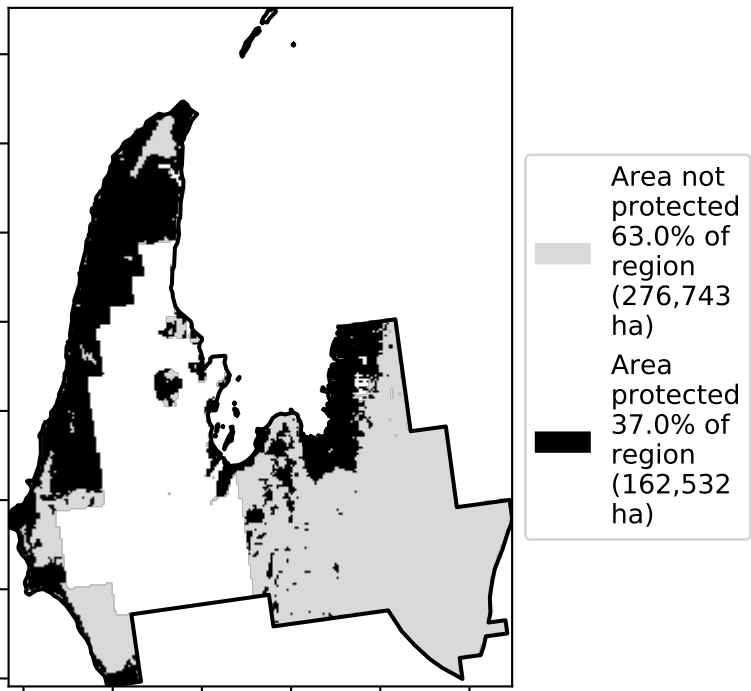 Area not
protected
63.0% of
region
(276,743
ha)
Area
protected
37.0% of
region
(162,532
ha)